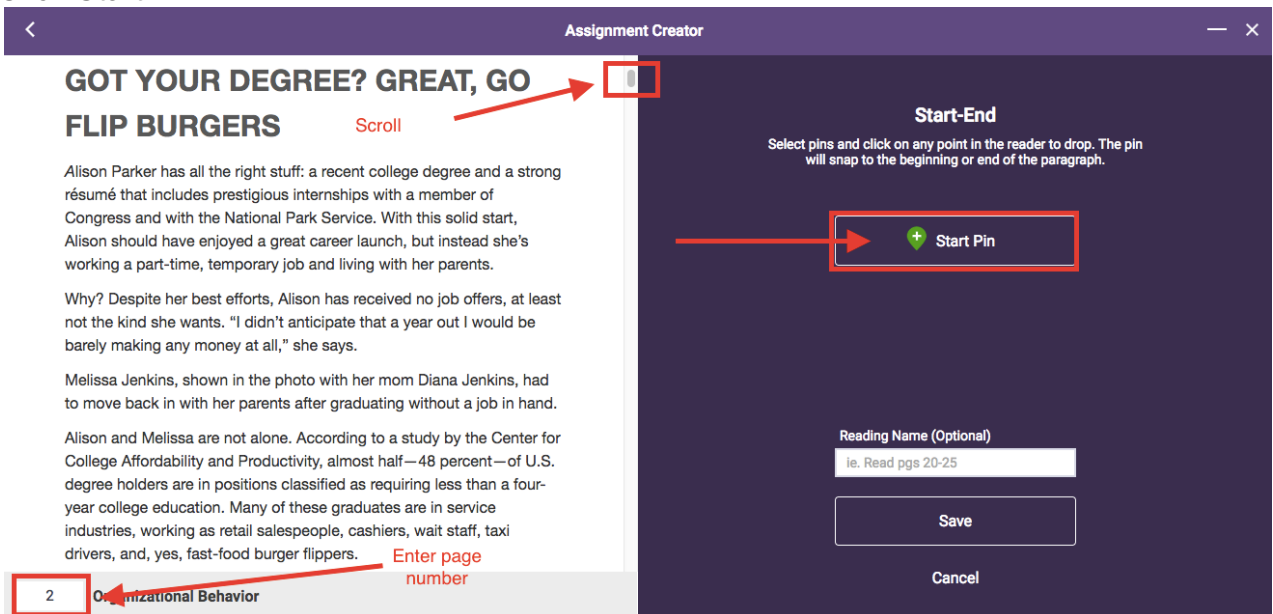 Assignment Creator
GOT YOUR DEGREE? GREAT, GO
FLIP BURGERS
Scroll
Alison Parker has all the right stuff: a recent college degree and a strong
résumé that includes prestigious internships with a member of
Congress and with the National Park Service. With this solid start,
Alison should have enjoyed a great career launch, but instead she's
working a part-time, temporary job and living with her parents.
Why? Despite her best efforts, Alison has received no job offers, at least
not the kind she wants. “I didn't anticipate that a year out I would be
barely making any money at all,” she says.
Melissa Jenkins, shown in the photo with her mom Diana Jenkins, had
to move back in with her parents after graduating without a job in hand.
Alison and Melissa are not alone. According to a study by the Center for
College Affordability and Productivity, almost half—48 percent—of U.S.
degree holders are in positions classified as requiring less than a four-
year college education. Many of these graduates are in service
industries, working as retail salespeople, cashiers, wait staff, taxi
drivers, and, yes, fast-food burger flippers.
Enter page
number
2
Organizational Behavior
Start-End
Select pins and click on any point in the reader to drop. The pin
will snap to the beginning or end of the paragraph.
Start Pin
Reading Name (Optional)
ie. Read pgs 20-25
Save
Cancel